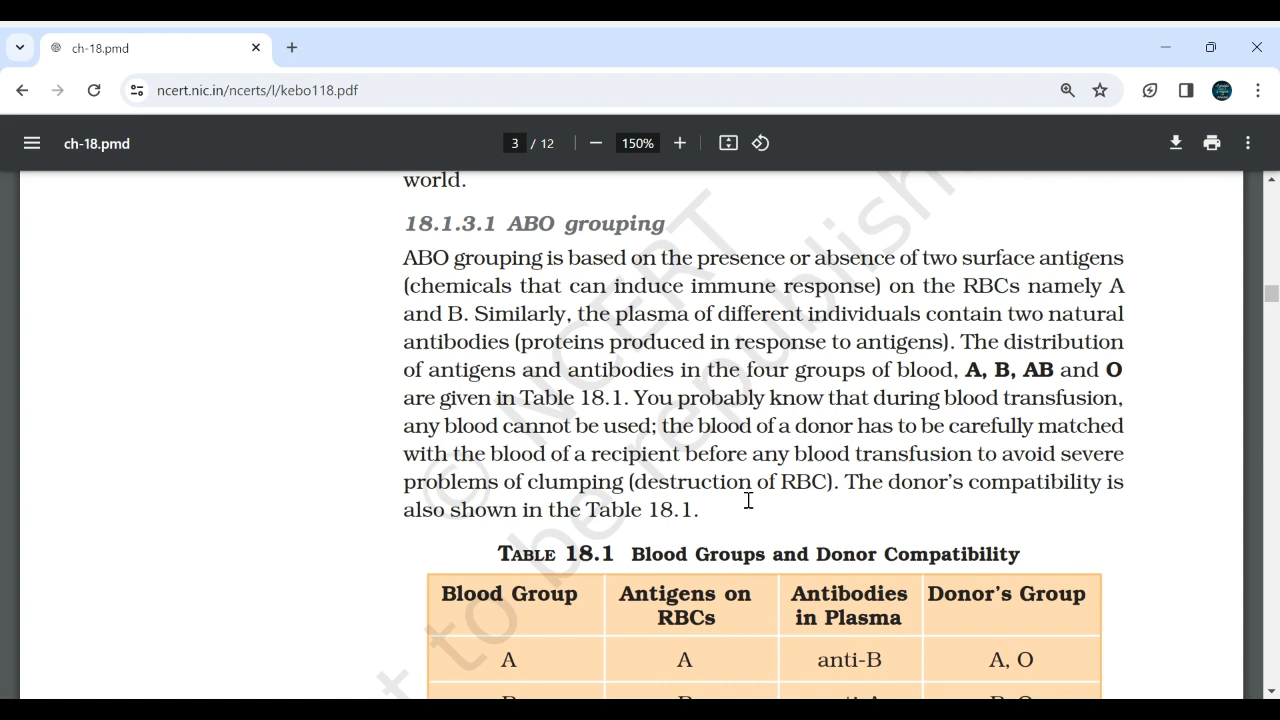 ch-18.pmd
ncert.nic.in/ncerts/l/kebo118.pdf
ch-18.pmd
3 / 12
150%
world.
18.1.3.1 ABO grouping
ABO grouping is based on the presence or absence of two surface antigens
(chemicals that can induce immune response) on the RBCs namely A
and B. Similarly, the plasma of different individuals contain two natural
antibodies (proteins produced in response to antigens). The distribution
of antigens and antibodies in the four groups of blood, A, B, AB and O
are given in Table 18.1. You probably know that during blood transfusion,
any blood cannot be used; the blood of a donor has to be carefully matched
with the blood of a recipient before any blood transfusion to avoid severe
problems of clumping (destruction of RBC). The donor's compatibility is
also shown in the Table 18.1.
TABLE 18.1 Blood Groups and Donor Compatibility
Blood Group Antigens on RBCs Antibodies in Plasma Donor's Group
A A anti-B A, O
© NCERT
not to be republish